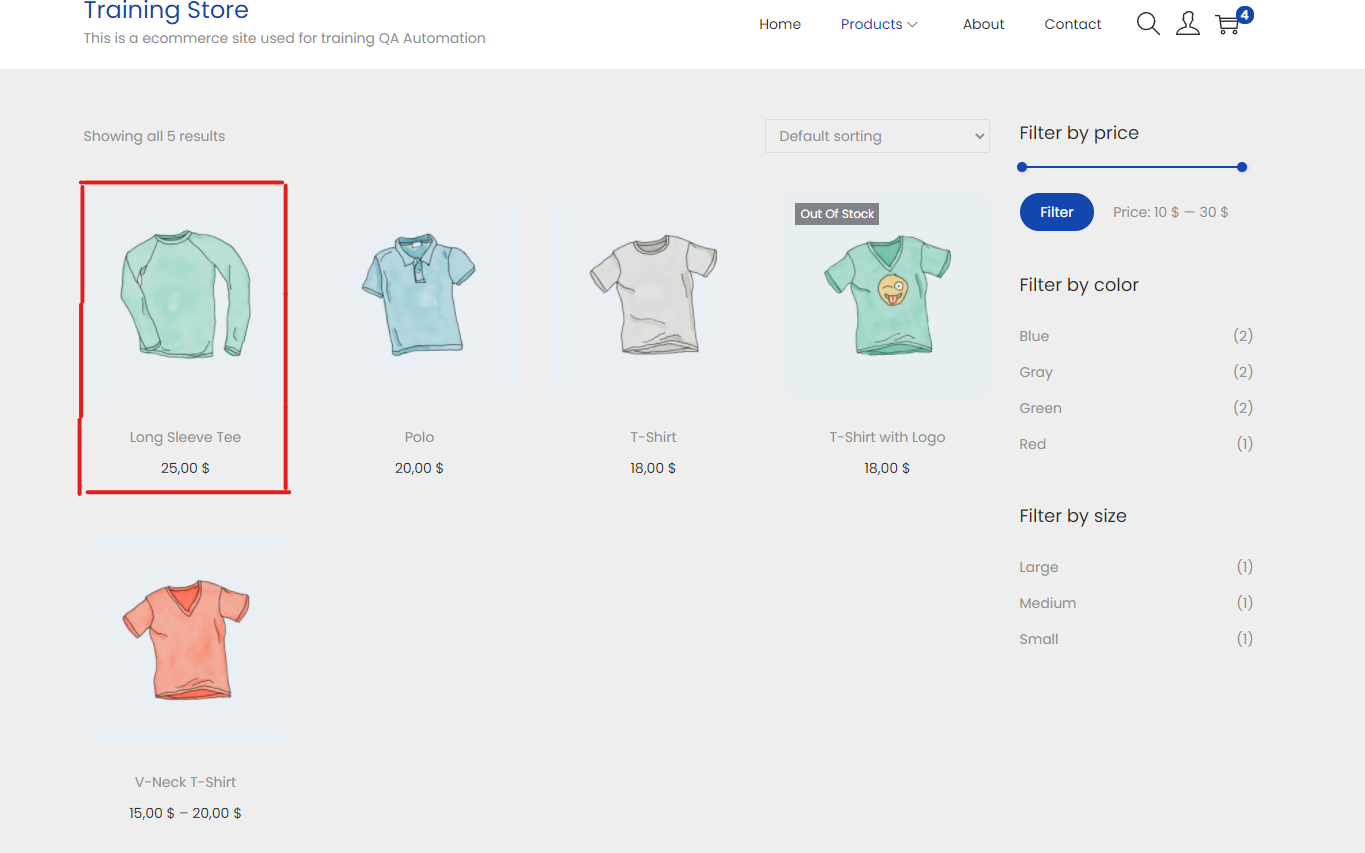 Training Store
This is a ecommerce site used for training QA Automation
Home Products About Contact 4
Showing all 5 results
Default sorting
Out Of Stock
Long Sleeve Tee
25,00 $
Polo
20,00 $
T-Shirt
18,00 $
T-Shirt with Logo
18,00 $
V-Neck T-Shirt
15,00 $ – 20,00 $
Filter by price
Filter Price: 10 $ — 30 $
Filter by color
Blue (2)
Gray (2)
Green (2)
Red (1)
Filter by size
Large (1)
Medium (1)
Small (1)